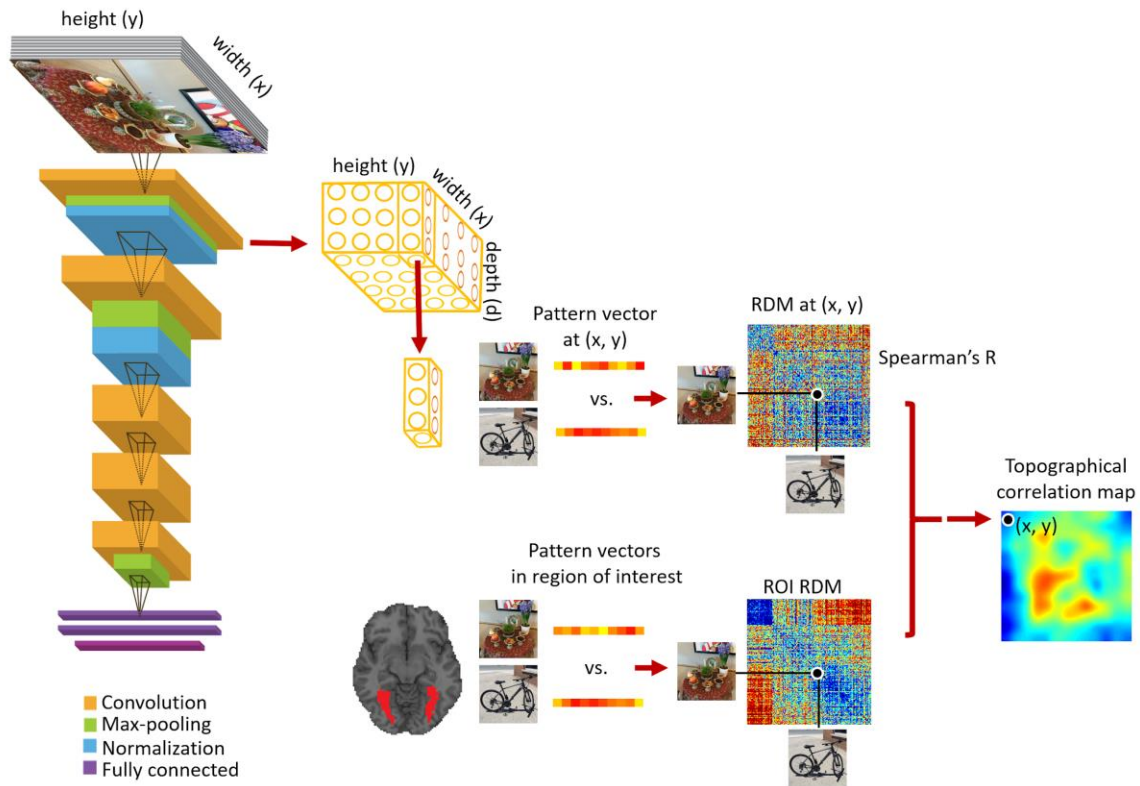 height (y)
width (x)
height (y)
width (x)
depth (d)
Pattern vector
at (x, y)
vs.
RDM at (x, y)
Spearman’s R
Topographical
correlation map
(x, y)
Pattern vectors
in region of interest
vs.
ROI RDM
Convolution
Max-pooling
Normalization
Fully connected